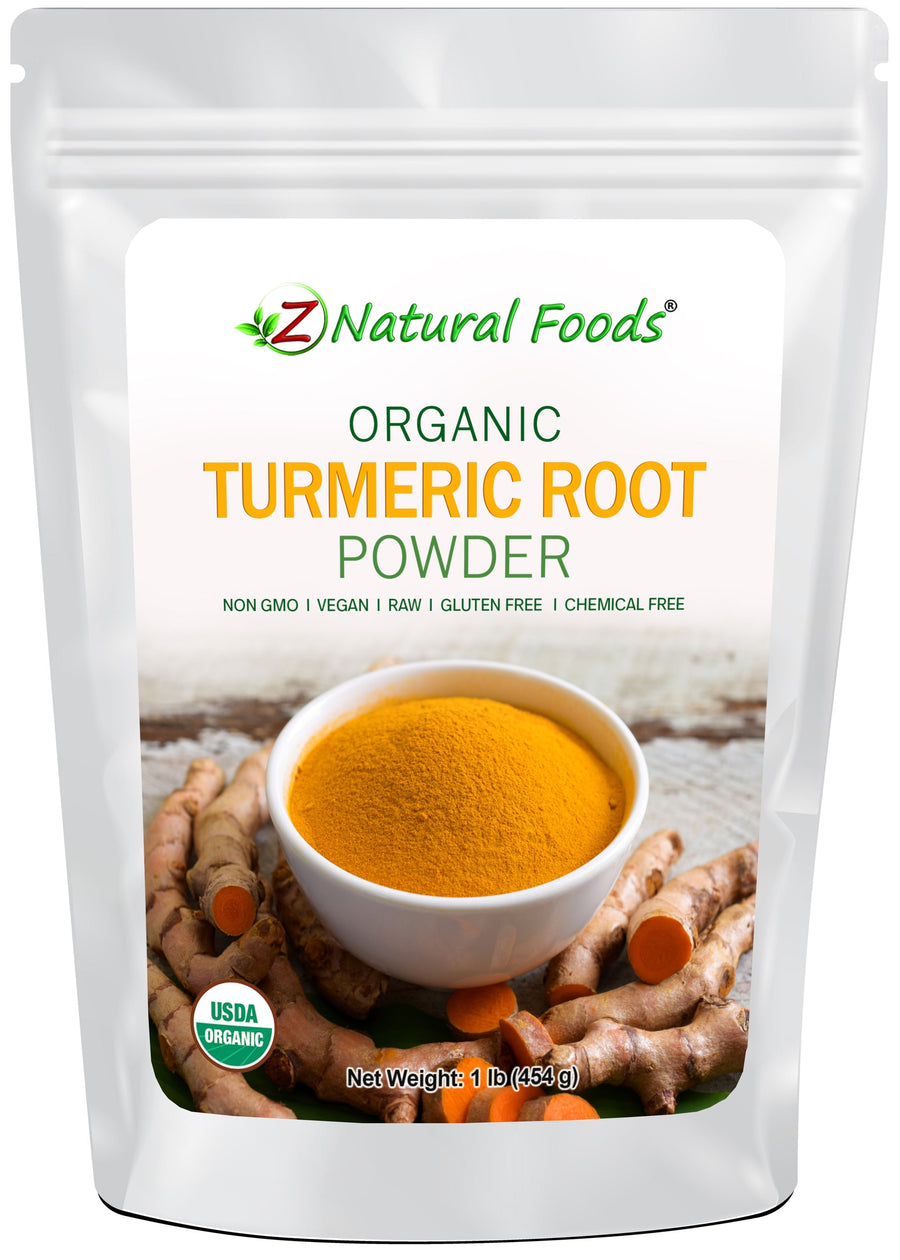 Z Natural Foods®
ORGANIC
TURMERIC ROOT
POWDER
NON GMO I VEGAN I RAW I GLUTEN FREE I CHEMICAL FREE
USDA
ORGANIC
Net Weight: 1 lb (454 g)